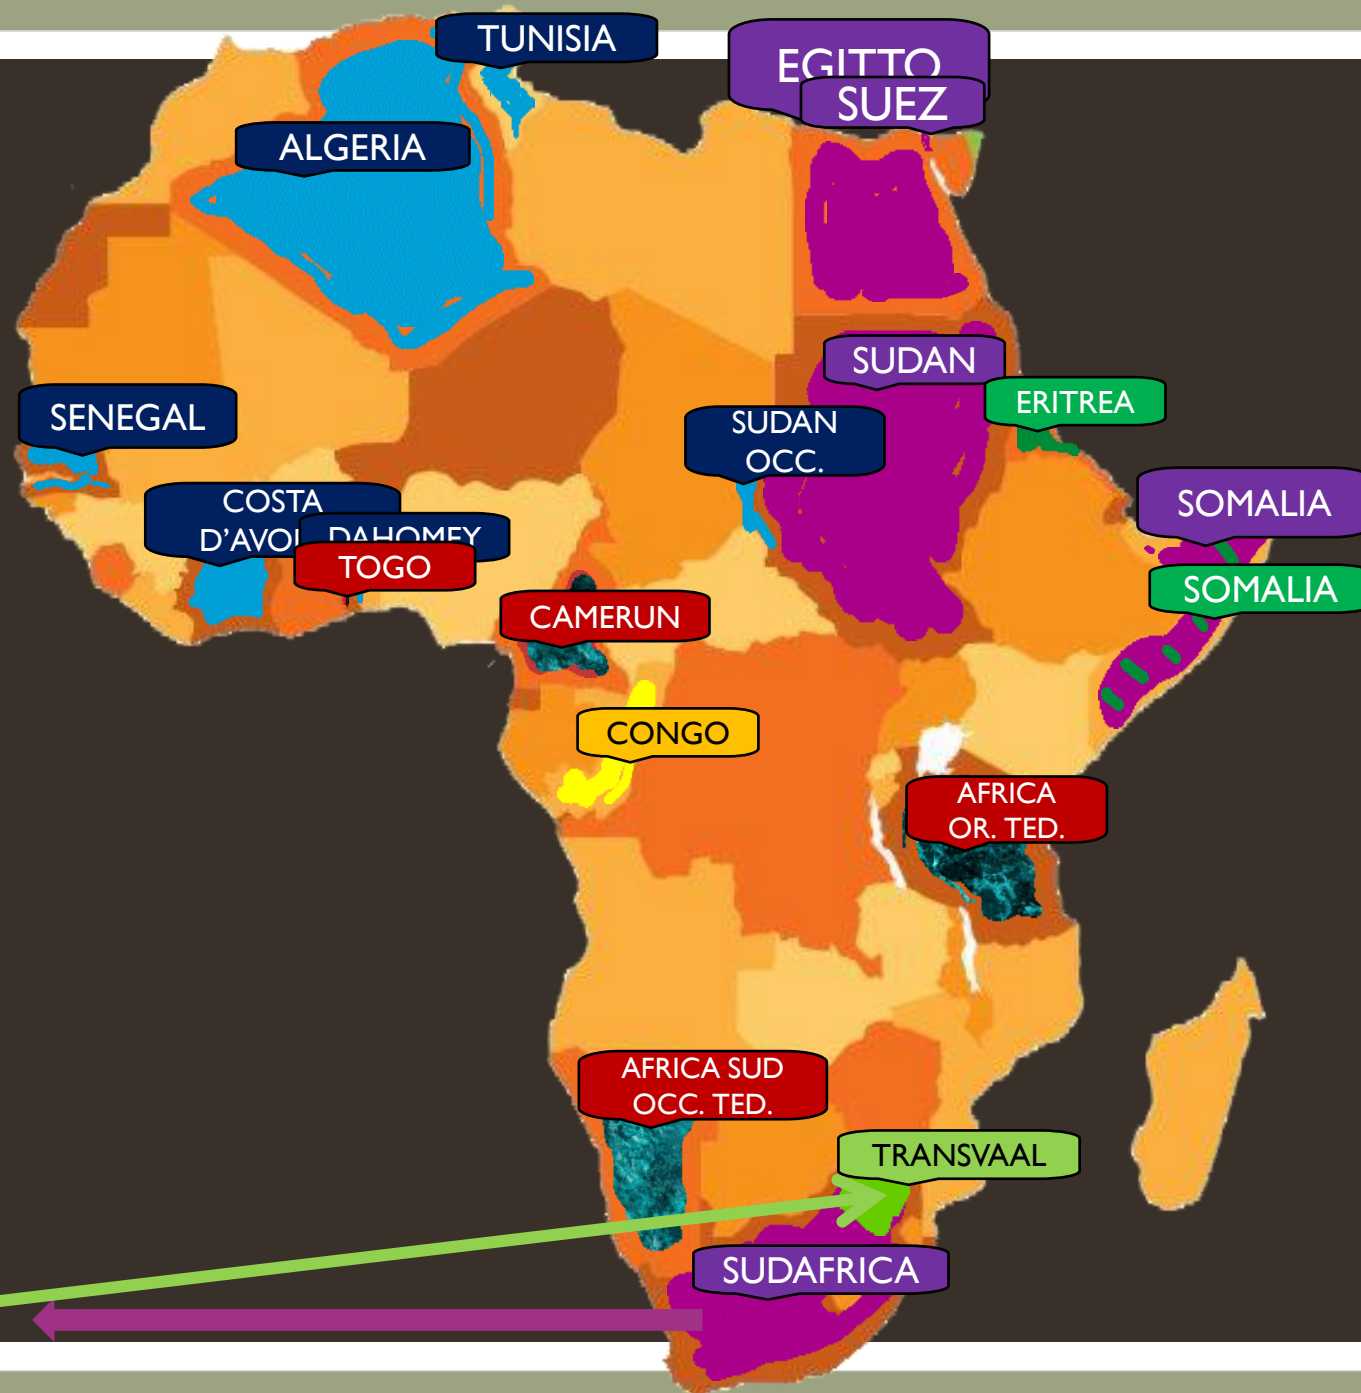 TUNISIA
EGITTO
SUEZ
ALGERIA
SUDAN
ERITREA
SENEGAL
SUDAN
OCC.
SOMALIA
COSTA
D'AVO
DAHOMEY
TOGO
SOMALIA
CAMERUN
CONGO
AFRICA
OR. TED.
AFRICA SUD
OCC. TED.
TRANSVAAL
SUDAFRICA